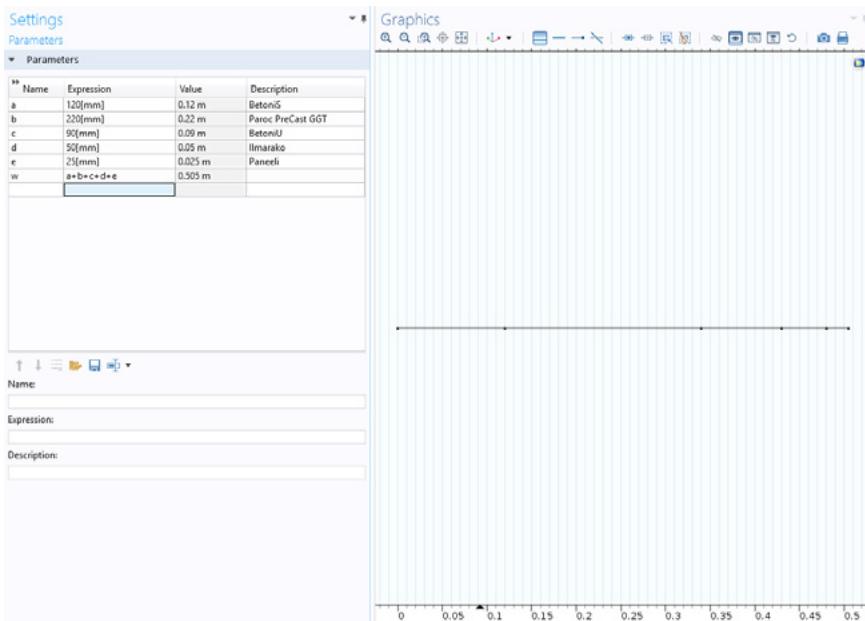 Settings
Parameters
Parameters
Name Expression Value Description
a 120[mm] 0.12 m BetoniS
b 220[mm] 0.22 m Paroc PreCast GGT
c 90[mm] 0.09 m BetoniU
d 50[mm] 0.05 m Ilmarako
e 25[mm] 0.025 m Paneeli
w a+b+c+d+e 0.505 m
Name:
Expression:
Description:
Graphics
0 0.05 0.1 0.15 0.2 0.25 0.3 0.35 0.4 0.45 0.5